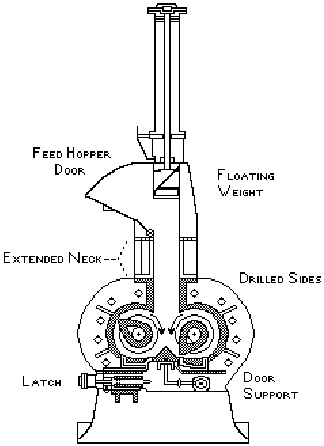 Feed Hopper
Door
Floating
Weight
Extended Neck
Drilled Sides
Latch
Door
Support